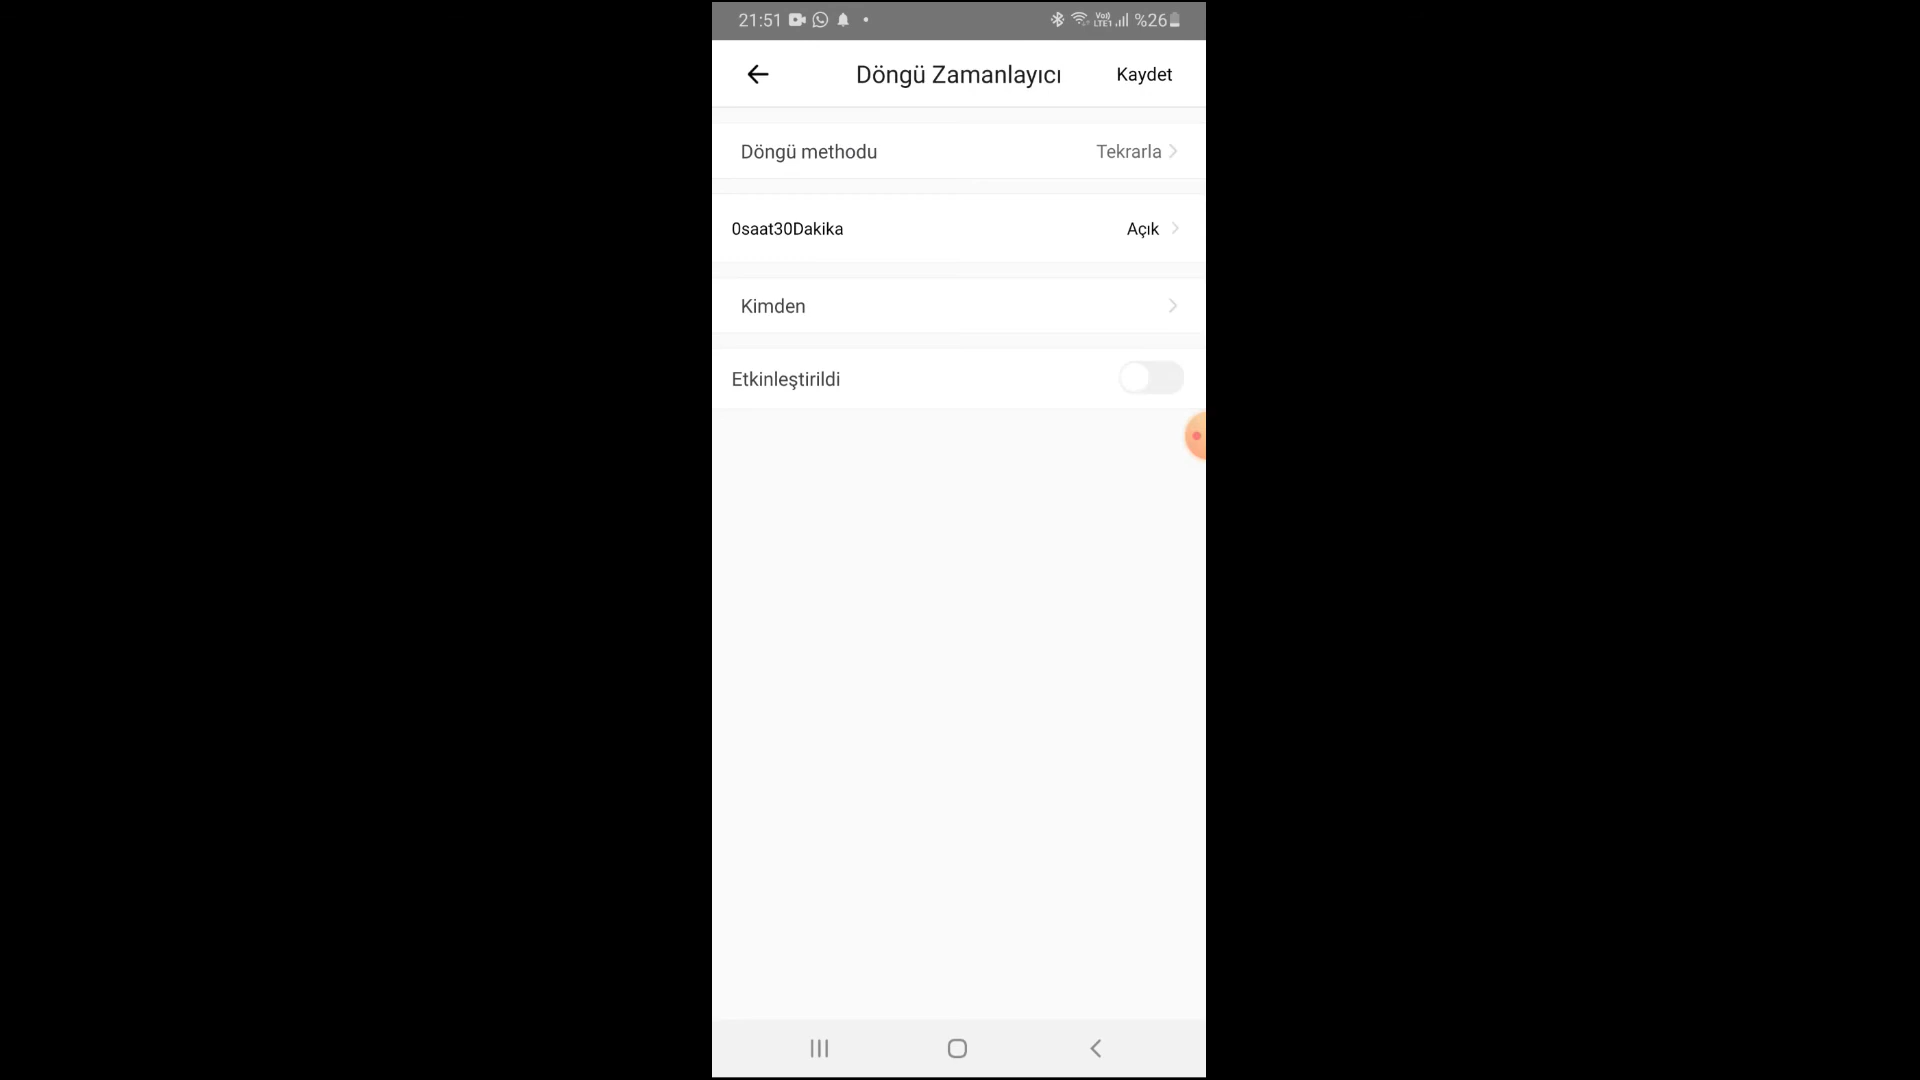 21:51 %26
Döngü Zamanlayıcı Kaydet
Döngü methodu Tekrarla
0saat30Dakika Açık
Kimden
Etkinleştirildi